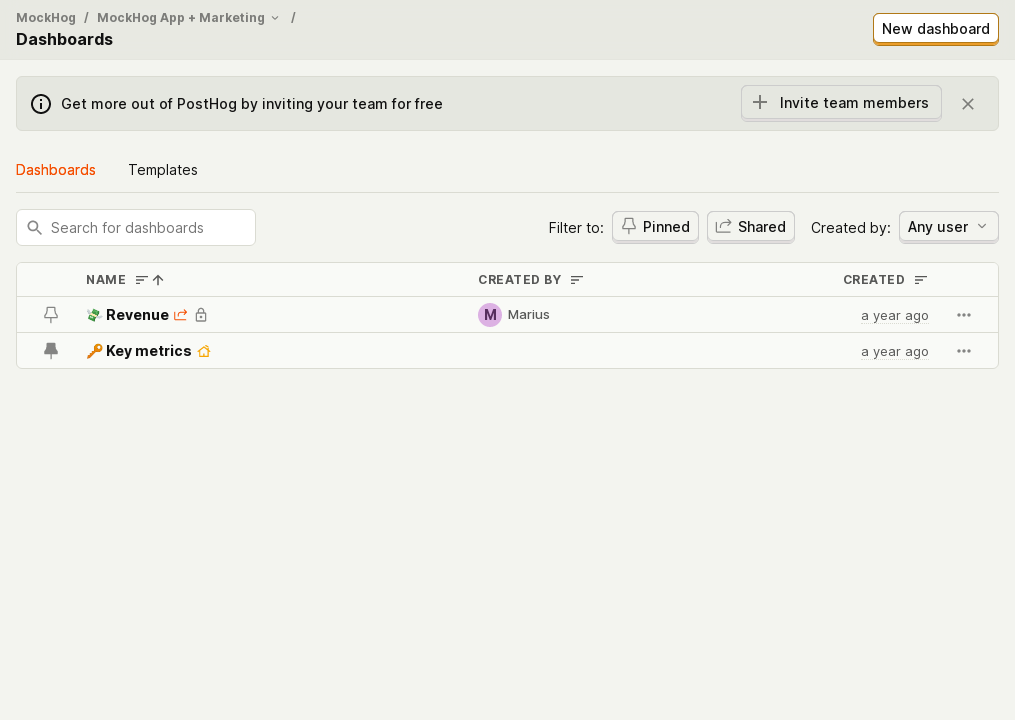 MockHog / MockHog App + Marketing /
Dashboards
New dashboard
Get more out of PostHog by inviting your team for free
Invite team members
Dashboards Templates
Search for dashboards
Filter to: Pinned Shared Created by: Any user
NAME CREATED BY CREATED
💸 Revenue M Marius a year ago
🔑 Key metrics a year ago